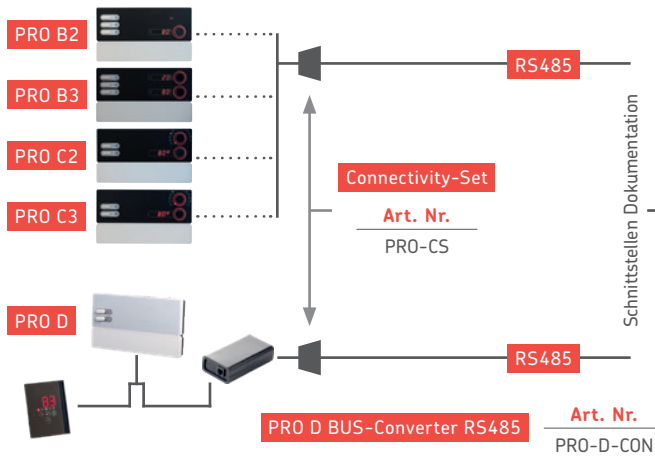 PRO B2
RS485
PRO B3
PRO C2
Connectivity-Set
Art. Nr.
PRO-CS
PRO C3
Schnittstellen Dokumentation
PRO D
RS485
PRO D BUS-Converter RS485
Art. Nr.
PRO-D-CON